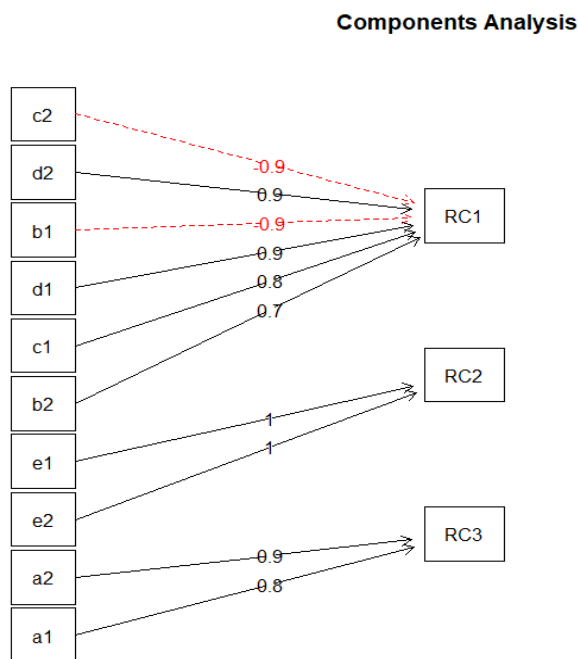 Components Analysis
c2
d2
b1
d1
c1
b2
e1
e2
a2
a1
-0.9
0.9
-0.9
0.9
0.8
0.7
1
1
0.9
0.8
RC1
RC2
RC3